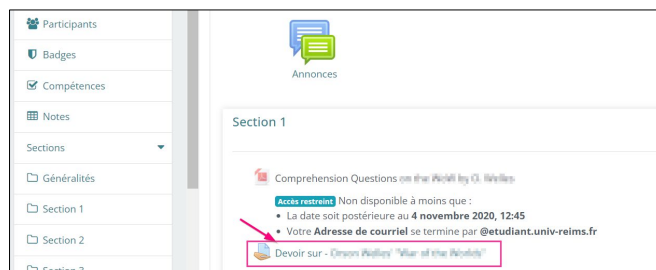 Participants
Badges
Compétences
Notes
Sections
Généralités
Section 1
Section 2
Annonces
Section 1
Comprehension Questions
Accès restreint Non disponible à moins que :
La date soit postérieure au 4 novembre 2020, 12:45
Votre Adresse de courriel se termine par @etudiant.univ-reims.fr
Devoir sur -